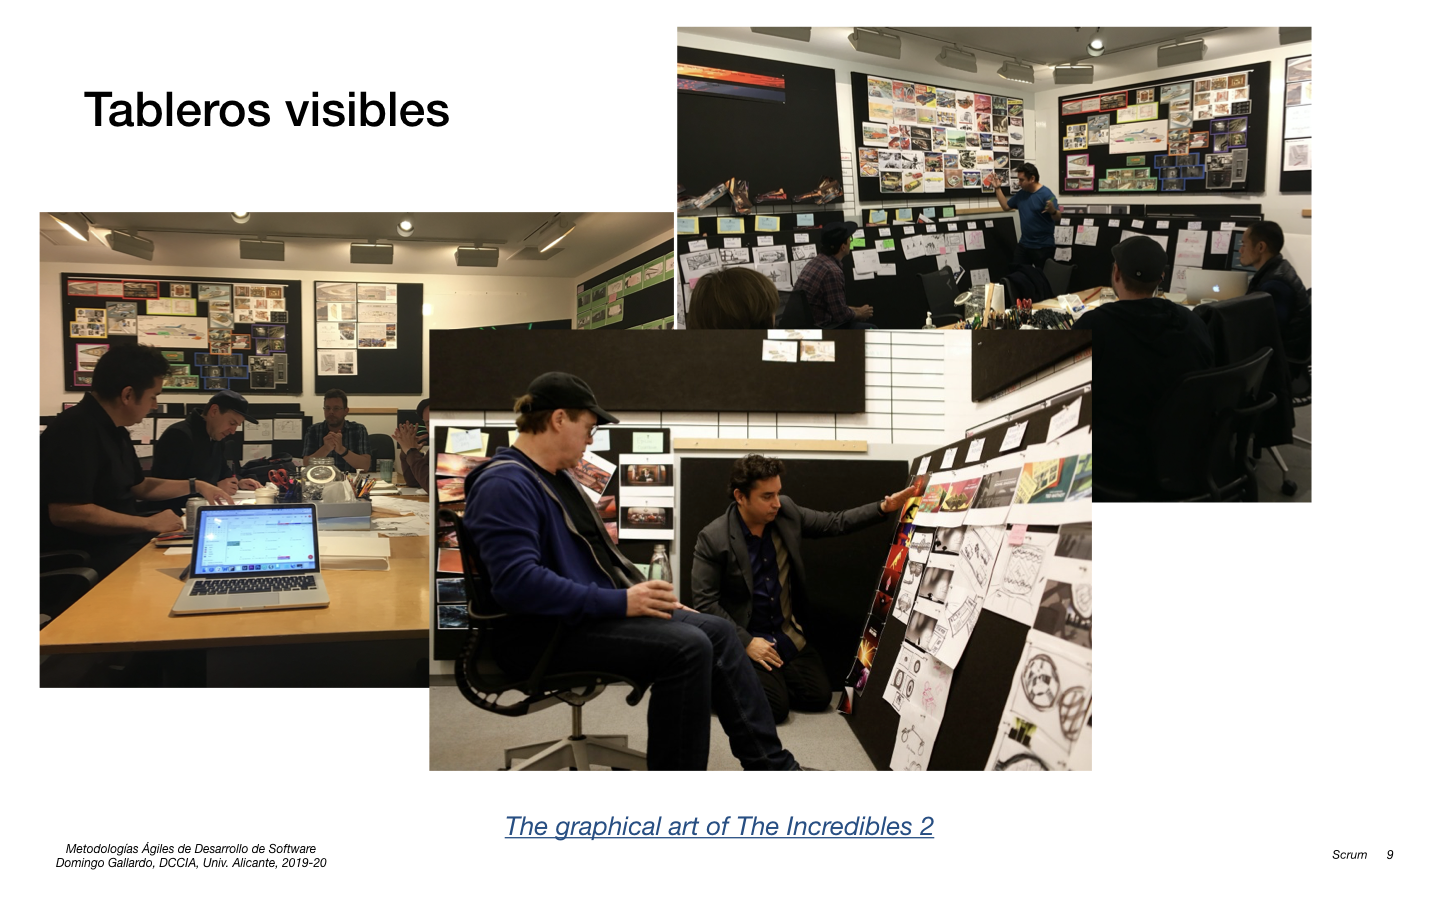 Tableros visibles
The graphical art of The Incredibles 2
Metodologías Ágiles de Desarrollo de Software
Domingo Gallardo, DCCIA, Univ. Alicante, 2019-20
Scrum 9